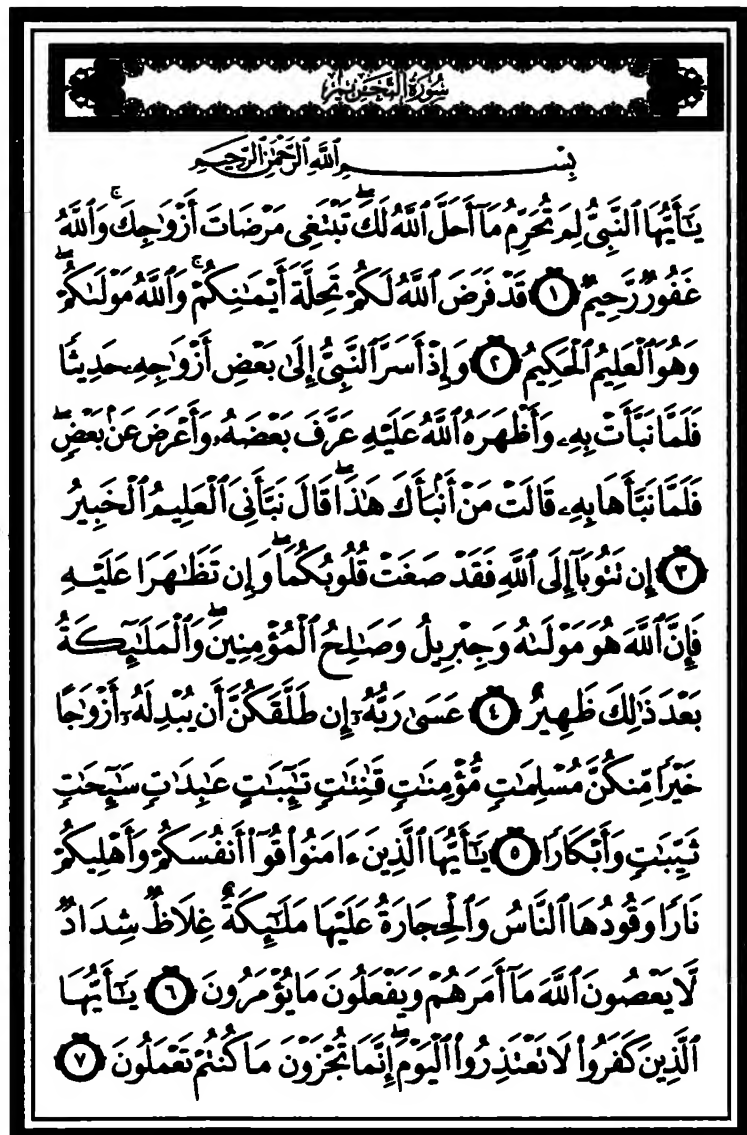 سُورَةُ التَّحْرِيمِ
بِسْمِ ٱللَّهِ ٱلرَّحْمَٰنِ ٱلرَّحِيمِ
يَٰٓأَيُّهَا ٱلنَّبِىُّ لِمَ تُحَرِّمُ مَآ أَحَلَّ ٱللَّهُ لَكَ ۖ تَبْتَغِى مَرْضَاتَ أَزْوَٰجِكَ ۚ وَٱللَّهُ
غَفُورٌ رَّحِيمٌ ١ قَدْ فَرَضَ ٱللَّهُ لَكُمْ تَحِلَّةَ أَيْمَٰنِكُمْ ۚ وَٱللَّهُ مَوْلَىٰكُمْ ۖ
وَهُوَ ٱلْعَلِيمُ ٱلْحَكِيمُ ٢ وَإِذْ أَسَرَّ ٱلنَّبِىُّ إِلَىٰ بَعْضِ أَزْوَٰجِهِۦ حَدِيثًا
فَلَمَّا نَبَّأَتْ بِهِۦ وَأَظْهَرَهُ ٱللَّهُ عَلَيْهِ عَرَّفَ بَعْضَهُۥ وَأَعْرَضَ عَنۢ بَعْضٍ ۖ
فَلَمَّا نَبَّأَهَا بِهِۦ قَالَتْ مَنْ أَنۢبَأَكَ هَٰذَا ۖ قَالَ نَبَّأَنِىَ ٱلْعَلِيمُ ٱلْخَبِيرُ
٣ إِن تَتُوبَآ إِلَى ٱللَّهِ فَقَدْ صَغَتْ قُلُوبُكُمَا ۖ وَإِن تَظَٰهَرَا عَلَيْهِ
فَإِنَّ ٱللَّهَ هُوَ مَوْلَىٰهُ وَجِبْرِيلُ وَصَٰلِحُ ٱلْمُؤْمِنِينَ ۖ وَٱلْمَلَٰٓئِكَةُ
بَعْدَ ذَٰلِكَ ظَهِيرٌ ٤ عَسَىٰ رَبُّهُۥٓ إِن طَلَّقَكُنَّ أَن يُبْدِلَهُۥٓ أَزْوَٰجًا
خَيْرًا مِّنكُنَّ مُسْلِمَٰتٍ مُّؤْمِنَٰتٍ قَٰنِتَٰتٍ تَٰٓئِبَٰتٍ عَٰبِدَٰتٍ سَٰٓئِحَٰتٍ
ثَيِّبَٰتٍ وَأَبْكَارًا ٥ يَٰٓأَيُّهَا ٱلَّذِينَ ءَامَنُوا۟ قُوٓا۟ أَنفُسَكُمْ وَأَهْلِيكُمْ
نَارًا وَقُودُهَا ٱلنَّاسُ وَٱلْحِجَارَةُ عَلَيْهَا مَلَٰٓئِكَةٌ غِلَاظٌ شِدَادٌ
لَّا يَعْصُونَ ٱللَّهَ مَآ أَمَرَهُمْ وَيَفْعَلُونَ مَا يُؤْمَرُونَ ٦ يَٰٓأَيُّهَا
ٱلَّذِينَ كَفَرُوا۟ لَا تَعْتَذِرُوا۟ ٱلْيَوْمَ ۖ إِنَّمَا تُجْزَوْنَ مَا كُنتُمْ تَعْمَلُونَ ٧